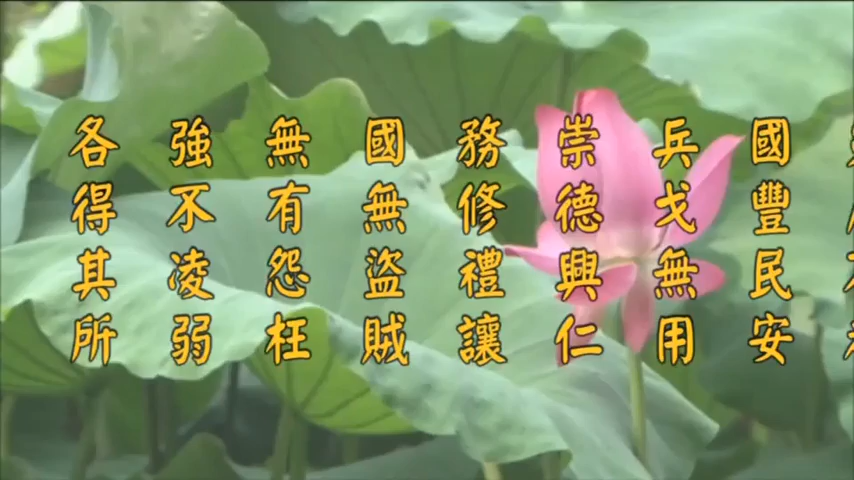 國豐民安
兵戈無用
崇德興仁
務修禮讓
國無盜賊
無有怨枉
強不凌弱
各得其所